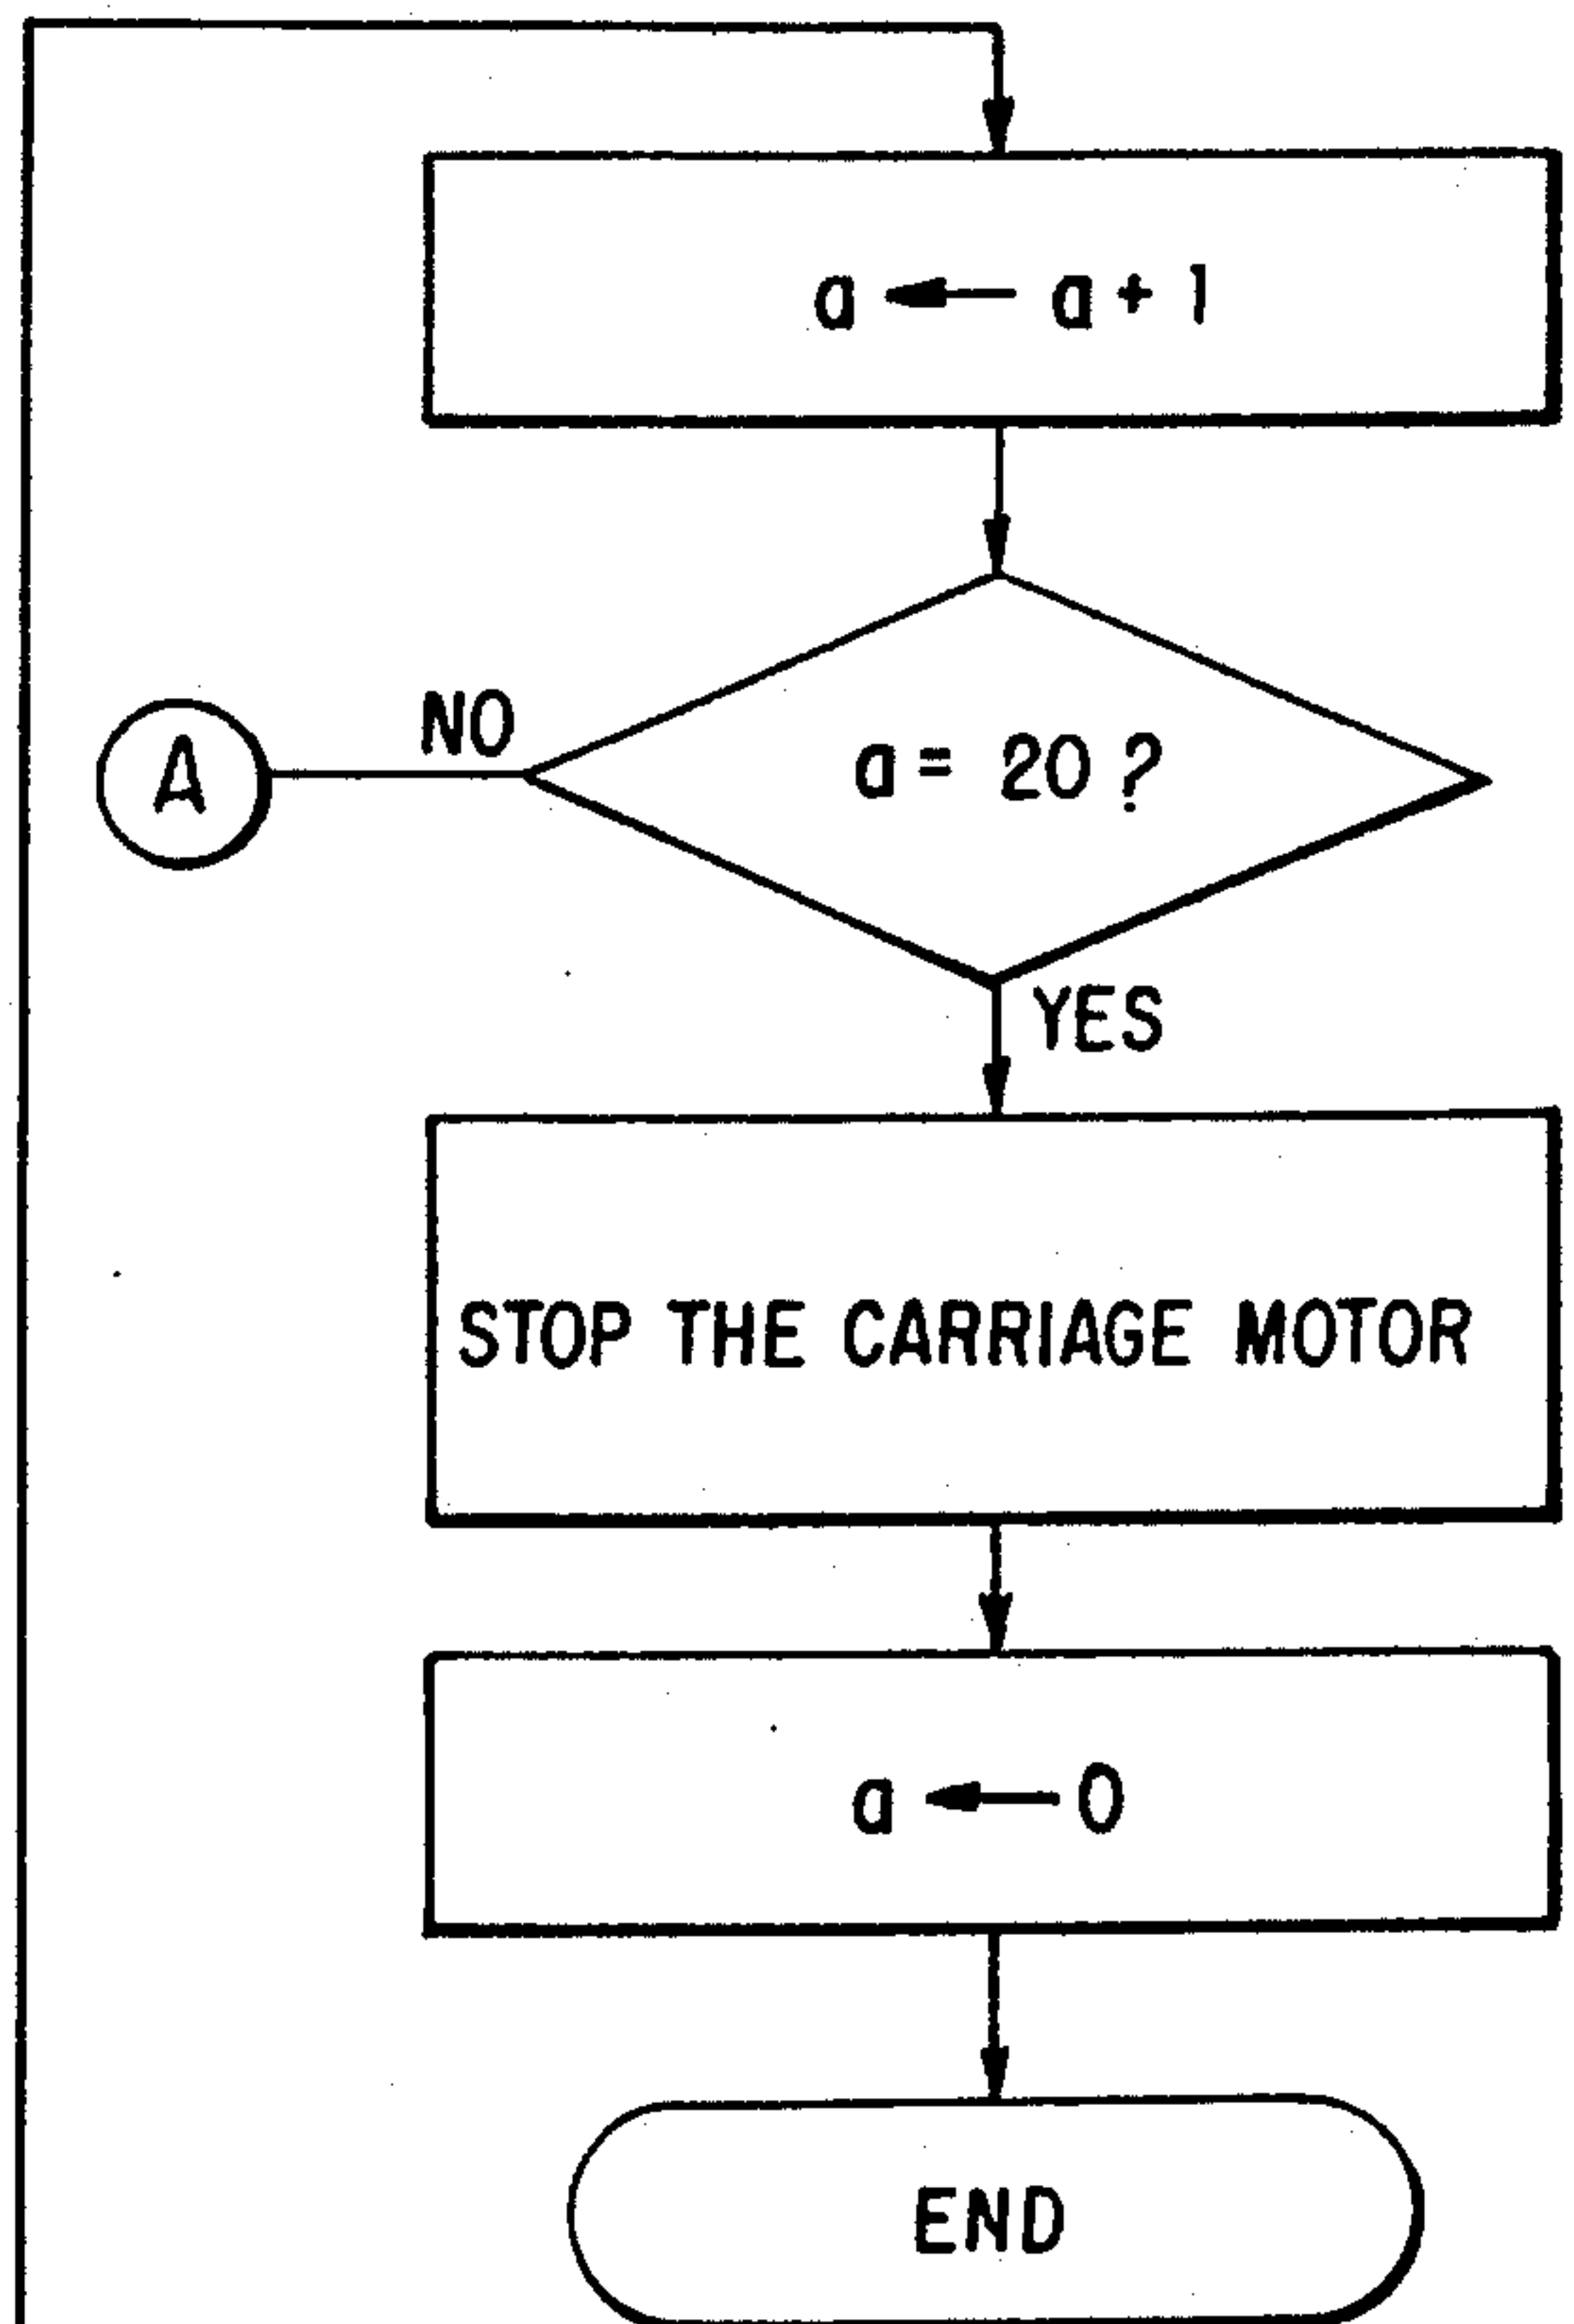 a ← a + 1
NO
A
a = 20 ?
YES
STOP THE CARRIAGE MOTOR
a ← 0
END